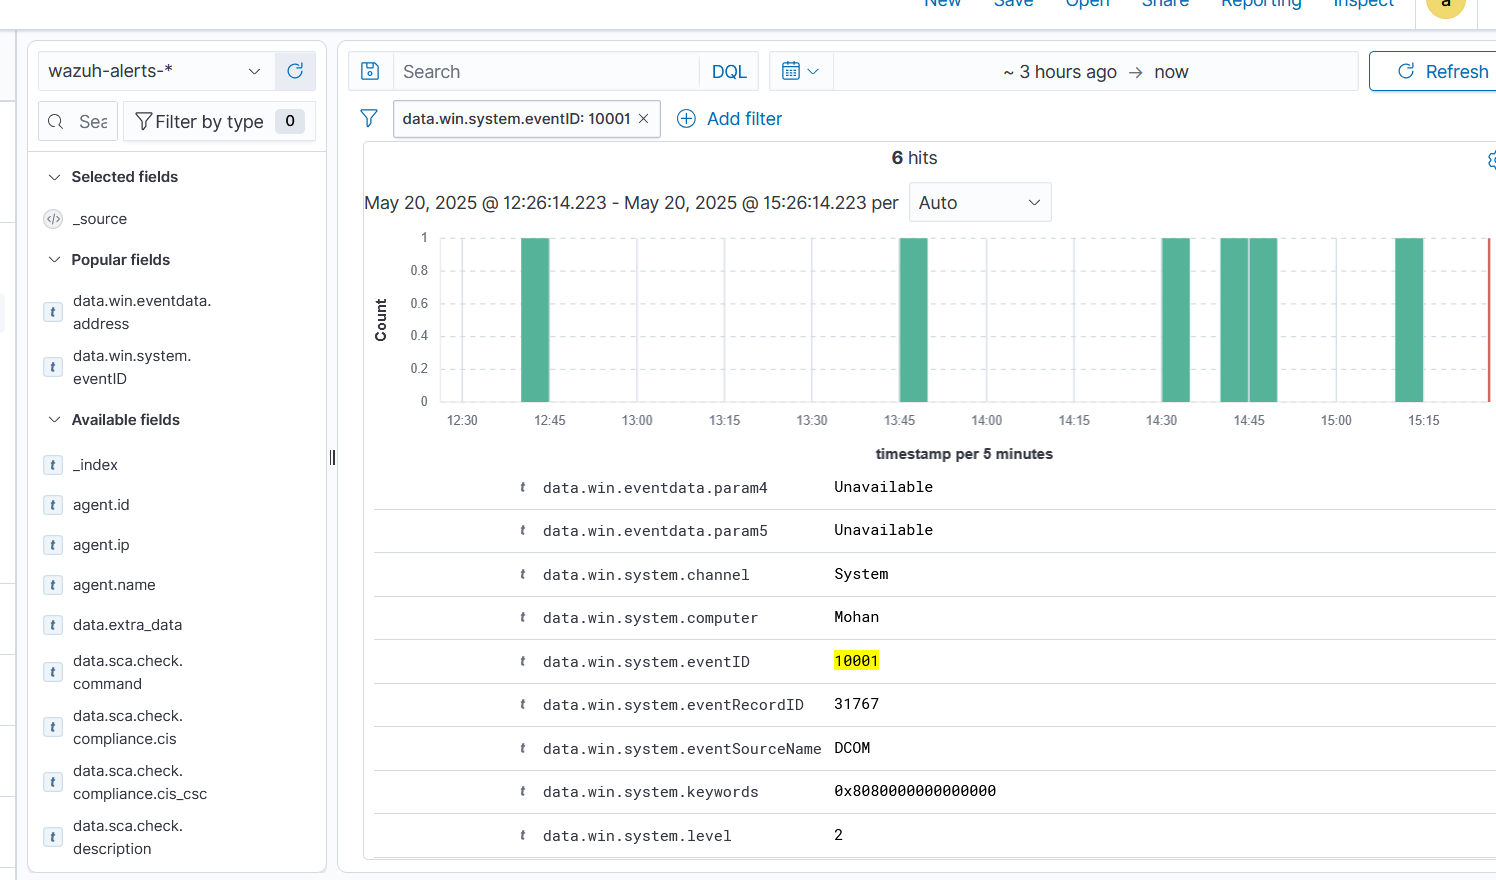 New Save Open Share Reporting Inspect a
wazuh-alerts-*
Search DQL
~ 3 hours ago → now
Refresh
Sea
Filter by type 0
data.win.system.eventID: 10001 ×
Add filter
Selected fields
_source
Popular fields
data.win.eventdata.
address
data.win.system.
eventID
Available fields
_index
agent.id
agent.ip
agent.name
data.extra_data
data.sca.check.
command
data.sca.check.
compliance.cis
data.sca.check.
compliance.cis_csc
data.sca.check.
description
6 hits
May 20, 2025 @ 12:26:14.223 - May 20, 2025 @ 15:26:14.223 per Auto
Count
1
0.8
0.6
0.4
0.2
0
12:30 12:45 13:00 13:15 13:30 13:45 14:00 14:15 14:30 14:45 15:00 15:15
timestamp per 5 minutes
t data.win.eventdata.param4 Unavailable
t data.win.eventdata.param5 Unavailable
t data.win.system.channel System
t data.win.system.computer Mohan
t data.win.system.eventID 10001
t data.win.system.eventRecordID 31767
t data.win.system.eventSourceName DCOM
t data.win.system.keywords 0x8080000000000000
t data.win.system.level 2